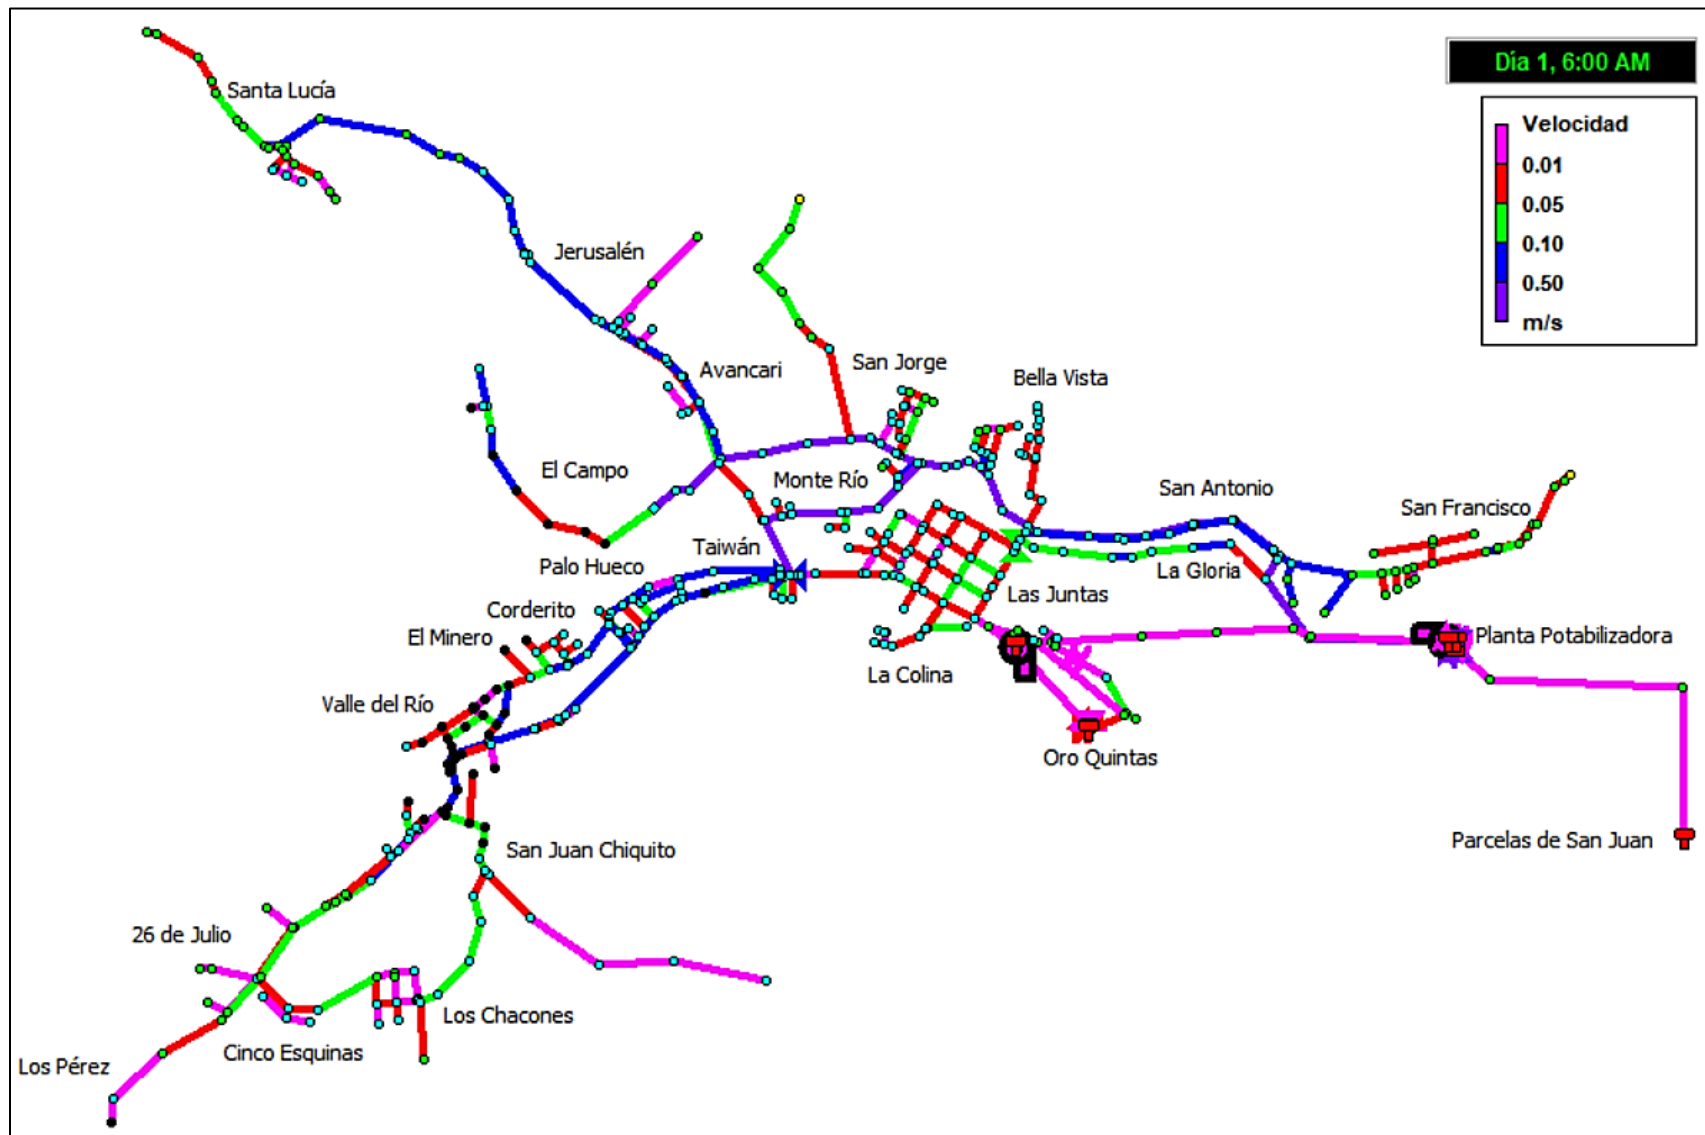 Día 1, 6:00 AM
Velocidad
0.01
0.05
0.10
0.50
m/s
Santa Lucía
Jerusalén
Avancari
San Jorge
Bella Vista
El Campo
Monte Río
San Antonio
San Francisco
Taiwán
Palo Hueco
La Gloria
Corderito
Las Juntas
El Minero
Planta Potabilizadora
La Colina
Valle del Río
Oro Quintas
San Juan Chiquito
Parcelas de San Juan
26 de Julio
Los Chacones
Cinco Esquinas
Los Pérez